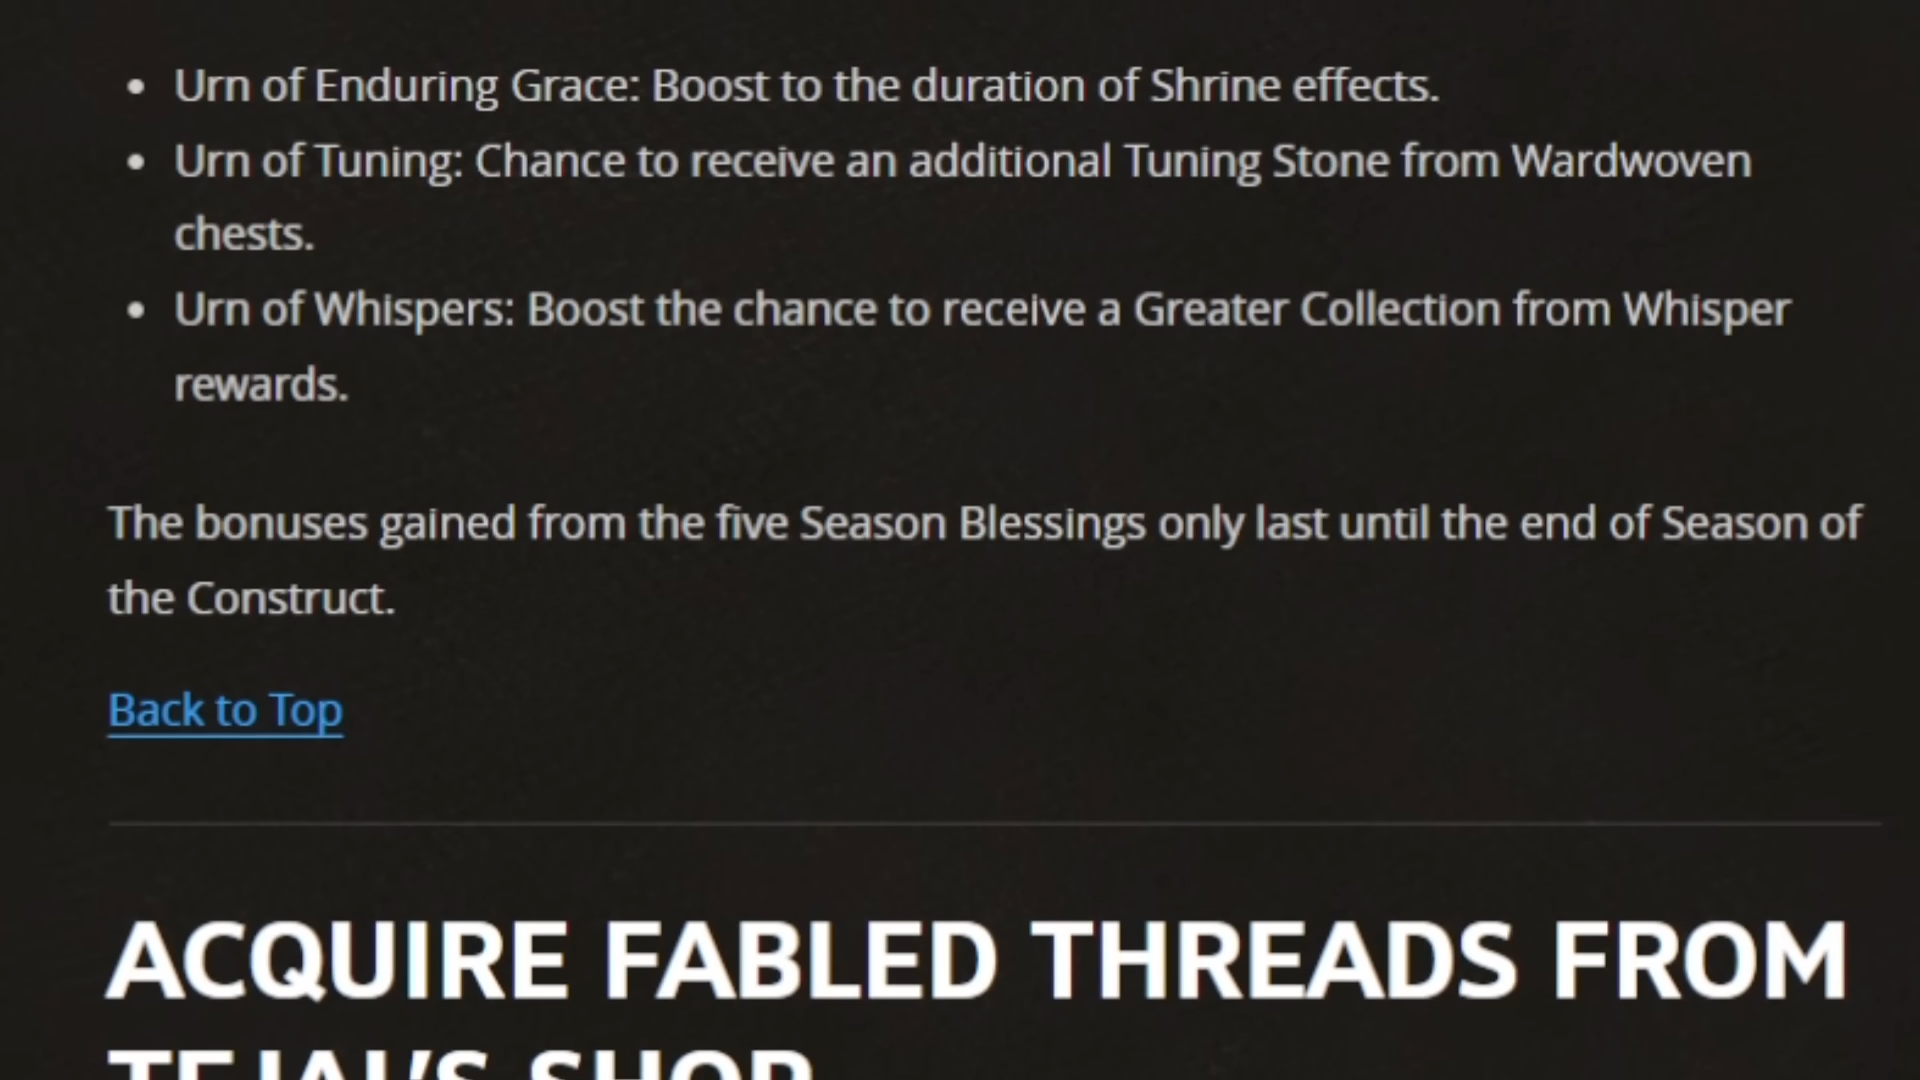 • Urn of Enduring Grace: Boost to the duration of Shrine effects.
• Urn of Tuning: Chance to receive an additional Tuning Stone from Wardwoven
chests.
• Urn of Whispers: Boost the chance to receive a Greater Collection from Whisper
rewards.
The bonuses gained from the five Season Blessings only last until the end of Season of
the Construct.
Back to Top
ACQUIRE FABLED THREADS FROM
TEJAL’S SHOP